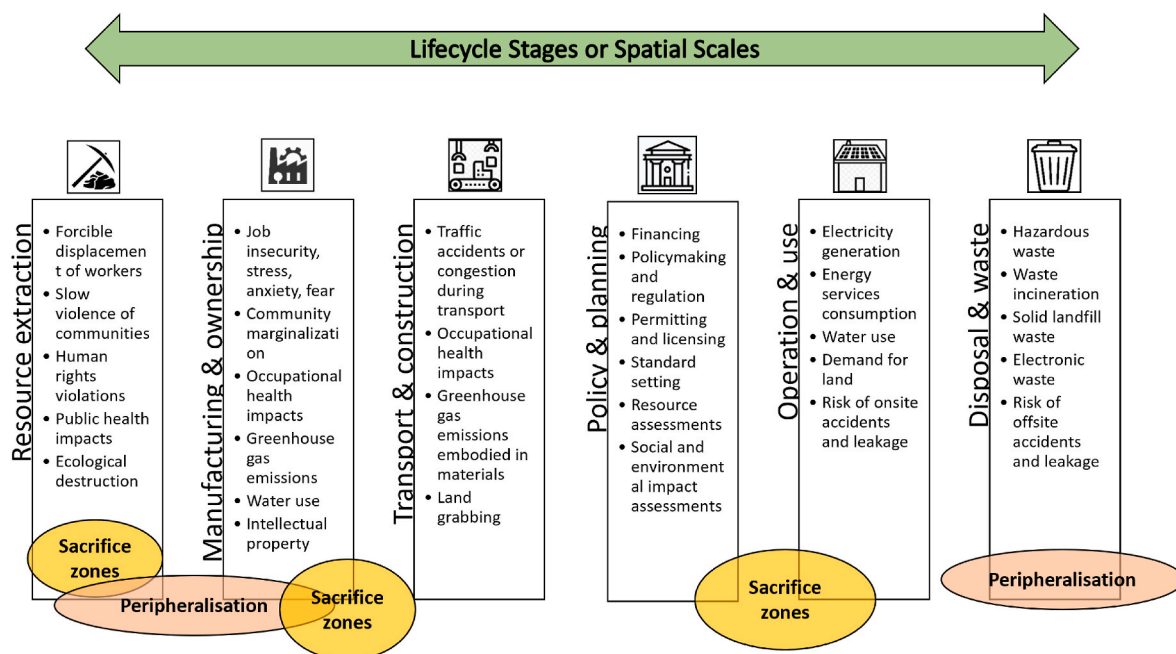 Lifecycle Stages or Spatial Scales
Resource extraction
• Forcible
displacemen
t of workers
• Slow
violence of
communities
• Human
rights
violations
• Public health
impacts
• Ecological
destruction
Manufacturing & ownership
• Job
insecurity,
stress,
anxiety, fear
• Community
marginalizati
on
• Occupational
health
impacts
• Greenhouse
gas
emissions
• Water use
• Intellectual
property
Transport & construction
• Traffic
accidents or
congestion
during
transport
• Occupational
health
impacts
• Greenhouse
gas
emissions
embodied in
materials
• Land
grabbing
Policy & planning
• Financing
• Policymaking
and
regulation
• Permitting
and licensing
• Standard
setting
• Resource
assessments
• Social and
environment
al impact
assessments
Operation & use
• Electricity
generation
• Energy
services
consumption
• Water use
• Demand for
land
• Risk of onsite
accidents
and leakage
Disposal & waste
• Hazardous
waste
• Waste
incineration
• Solid landfill
waste
• Electronic
waste
• Risk of
offsite
accidents
and leakage
Sacrifice
zones
Peripheralisation
Sacrifice
zones
Sacrifice
zones
Peripheralisation